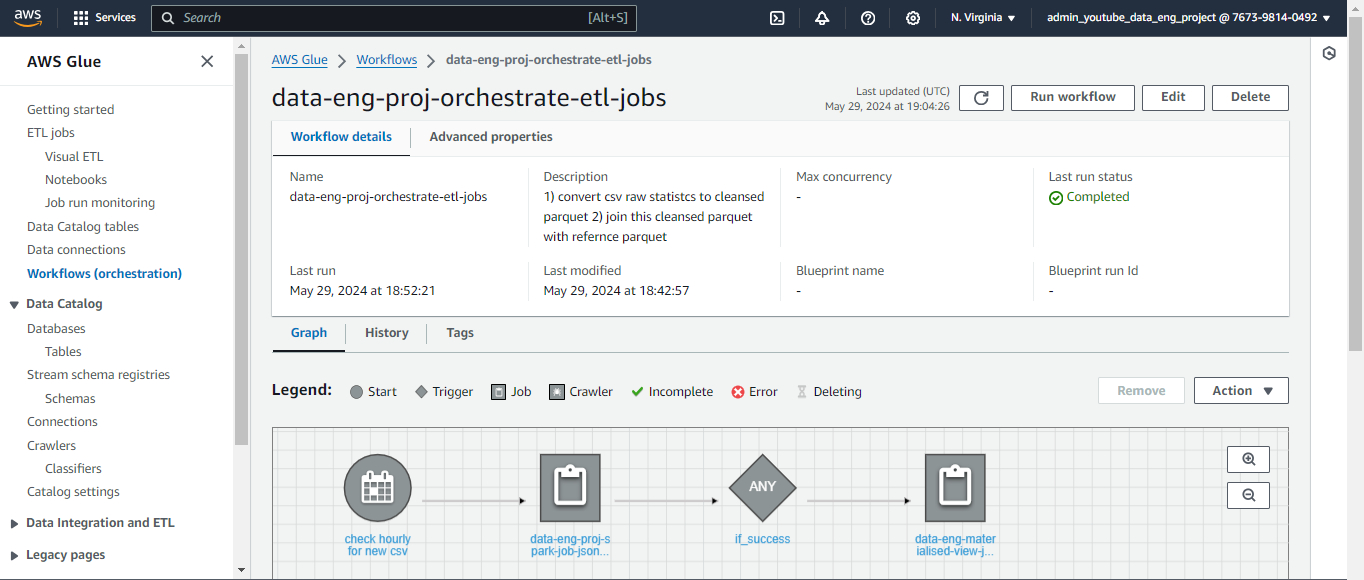 aws
Services
Search
[Alt+S]
N. Virginia
admin_youtube_data_eng_project @ 7673-9814-0492
AWS Glue
Getting started
ETL jobs
Visual ETL
Notebooks
Job run monitoring
Data Catalog tables
Data connections
Workflows (orchestration)
Data Catalog
Databases
Tables
Stream schema registries
Schemas
Connections
Crawlers
Classifiers
Catalog settings
Data Integration and ETL
Legacy pages
AWS Glue
Workflows
data-eng-proj-orchestrate-etl-jobs
data-eng-proj-orchestrate-etl-jobs
Last updated (UTC)
May 29, 2024 at 19:04:26
Run workflow
Edit
Delete
Workflow details
Advanced properties
Name
data-eng-proj-orchestrate-etl-jobs
Description
1) convert csv raw statistcs to cleansed
parquet 2) join this cleansed parquet
with refernce parquet
Max concurrency
-
Last run status
Completed
Last run
May 29, 2024 at 18:52:21
Last modified
May 29, 2024 at 18:42:57
Blueprint name
-
Blueprint run Id
-
Graph
History
Tags
Legend:
Start
Trigger
Job
Crawler
Incomplete
Error
Deleting
Remove
Action
check hourly
for new csv
data-eng-proj-s
park-job-json...
ANY
if_success
data-eng-mater
ialised-view-j...